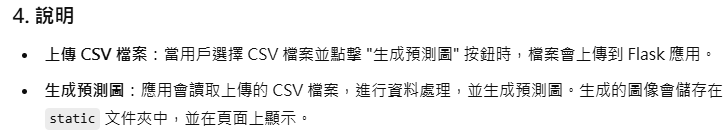 4. 說明
• 上傳 CSV 檔案：當用戶選擇 CSV 檔案並點擊 "生成預測圖" 按鈕時，檔案會上傳到 Flask 應用。
• 生成預測圖：應用會讀取上傳的 CSV 檔案，進行資料處理，並生成預測圖。生成的圖像會儲存在
static 文件夾中，並在頁面上顯示。